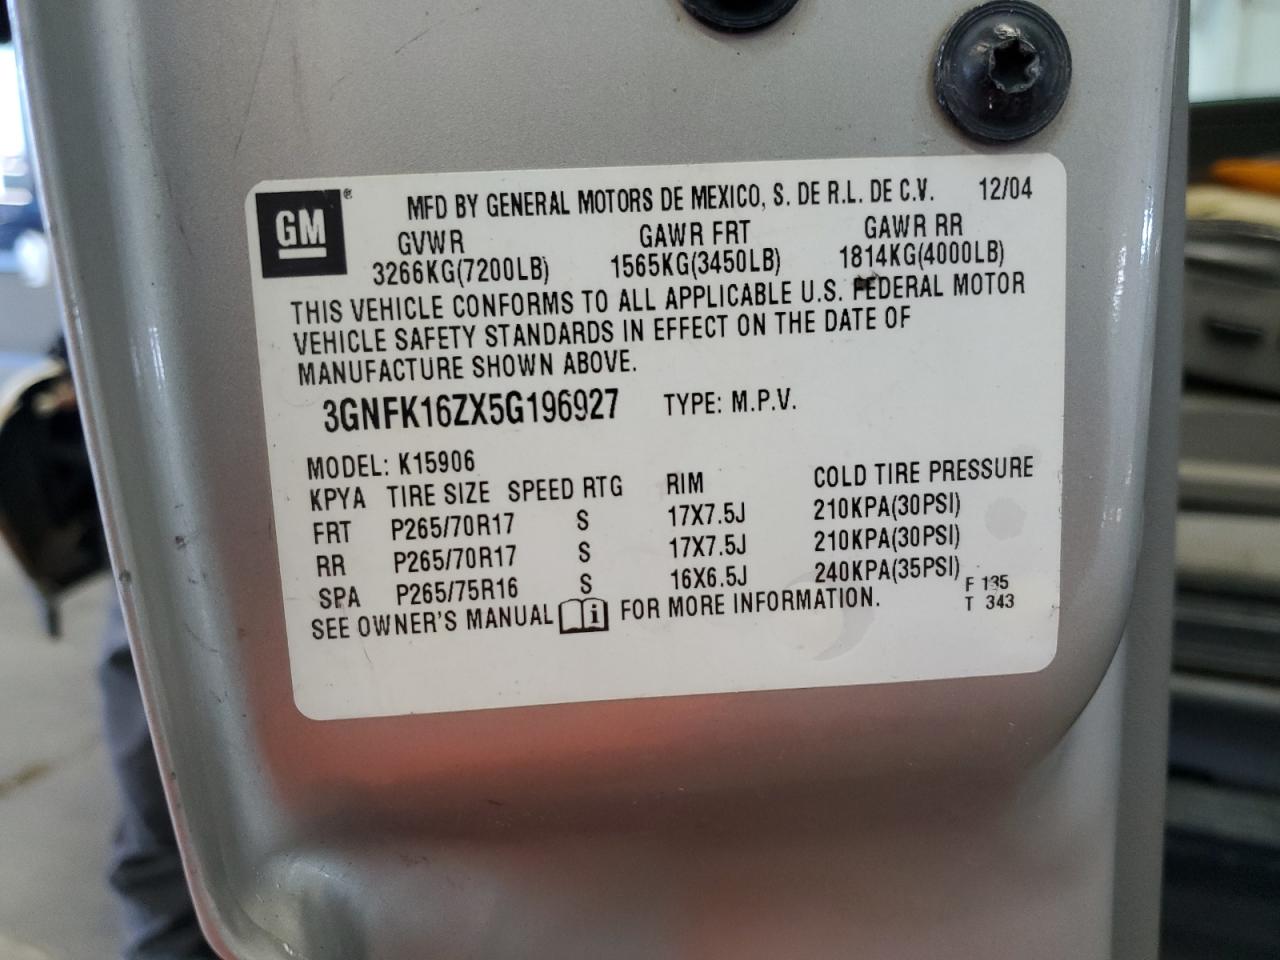 GM ®
MFD BY GENERAL MOTORS DE MEXICO, S. DE R.L. DE C.V. 12/04
GVWR GAWR FRT GAWR RR
3266KG(7200LB) 1565KG(3450LB) 1814KG(4000LB)
THIS VEHICLE CONFORMS TO ALL APPLICABLE U.S. FEDERAL MOTOR
VEHICLE SAFETY STANDARDS IN EFFECT ON THE DATE OF
MANUFACTURE SHOWN ABOVE.
3GNFK16ZX5G196927 TYPE: M.P.V.
MODEL: K15906
KPYA TIRE SIZE SPEED RTG RIM COLD TIRE PRESSURE
FRT P265/70R17 S 17X7.5J 210KPA(30PSI)
RR P265/70R17 S 17X7.5J 210KPA(30PSI)
SPA P265/75R16 S 16X6.5J 240KPA(35PSI)
SEE OWNER'S MANUAL i FOR MORE INFORMATION.
F 135
T 343